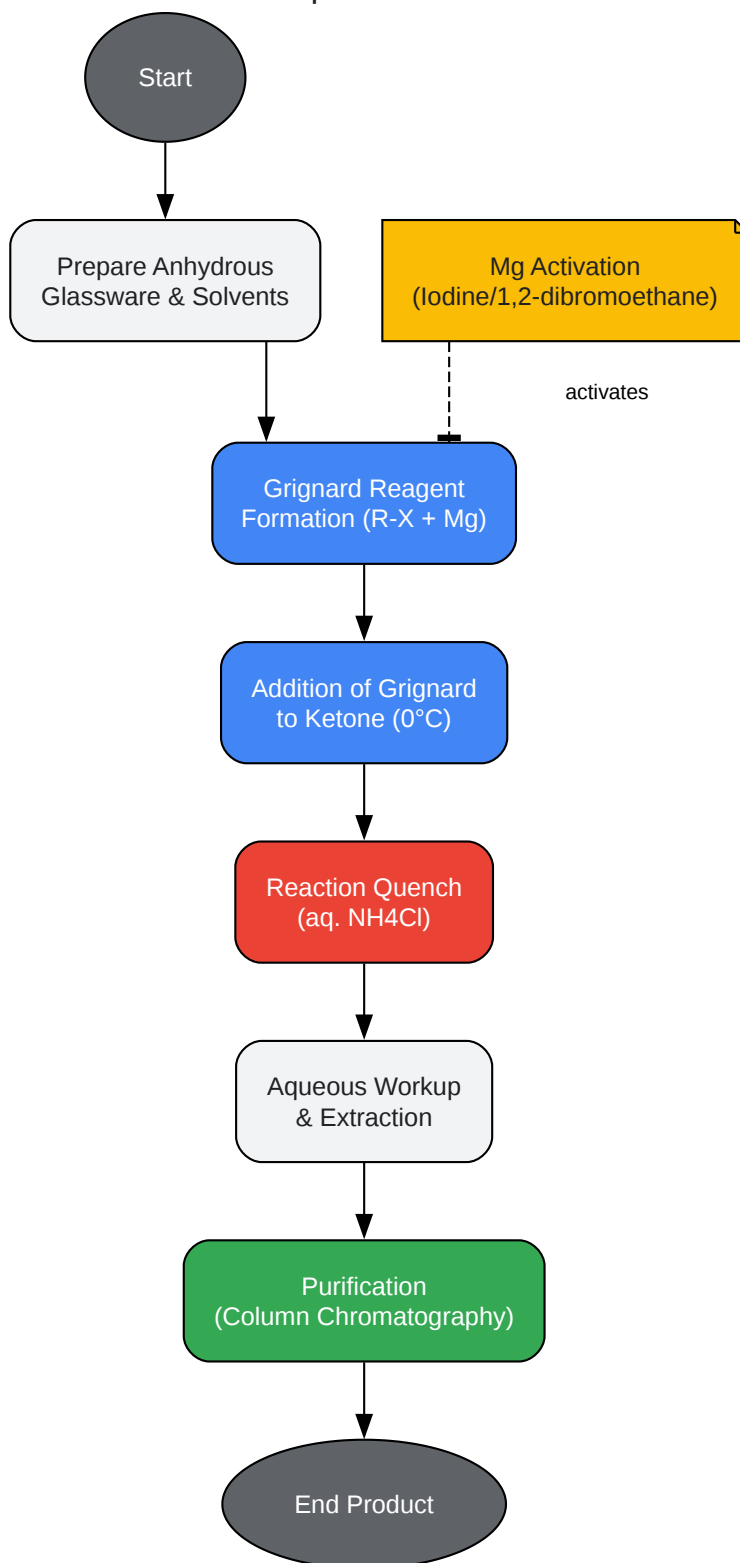 Start
Prepare Anhydrous
Glassware & Solvents
Mg Activation
(Iodine/1,2-dibromoethane)
activates
Grignard Reagent
Formation (R-X + Mg)
Addition of Grignard
to Ketone (0°C)
Reaction Quench
(aq. NH4Cl)
Aqueous Workup
& Extraction
Purification
(Column Chromatography)
End Product